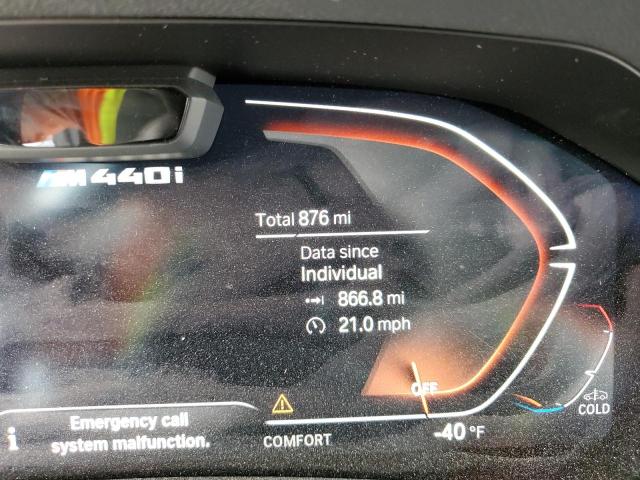 M440i
Total 876 mi
Data since
Individual
866.8 mi
21.0 mph
OFF
Emergency call
system malfunction.
COMFORT
-40 °F
COLD